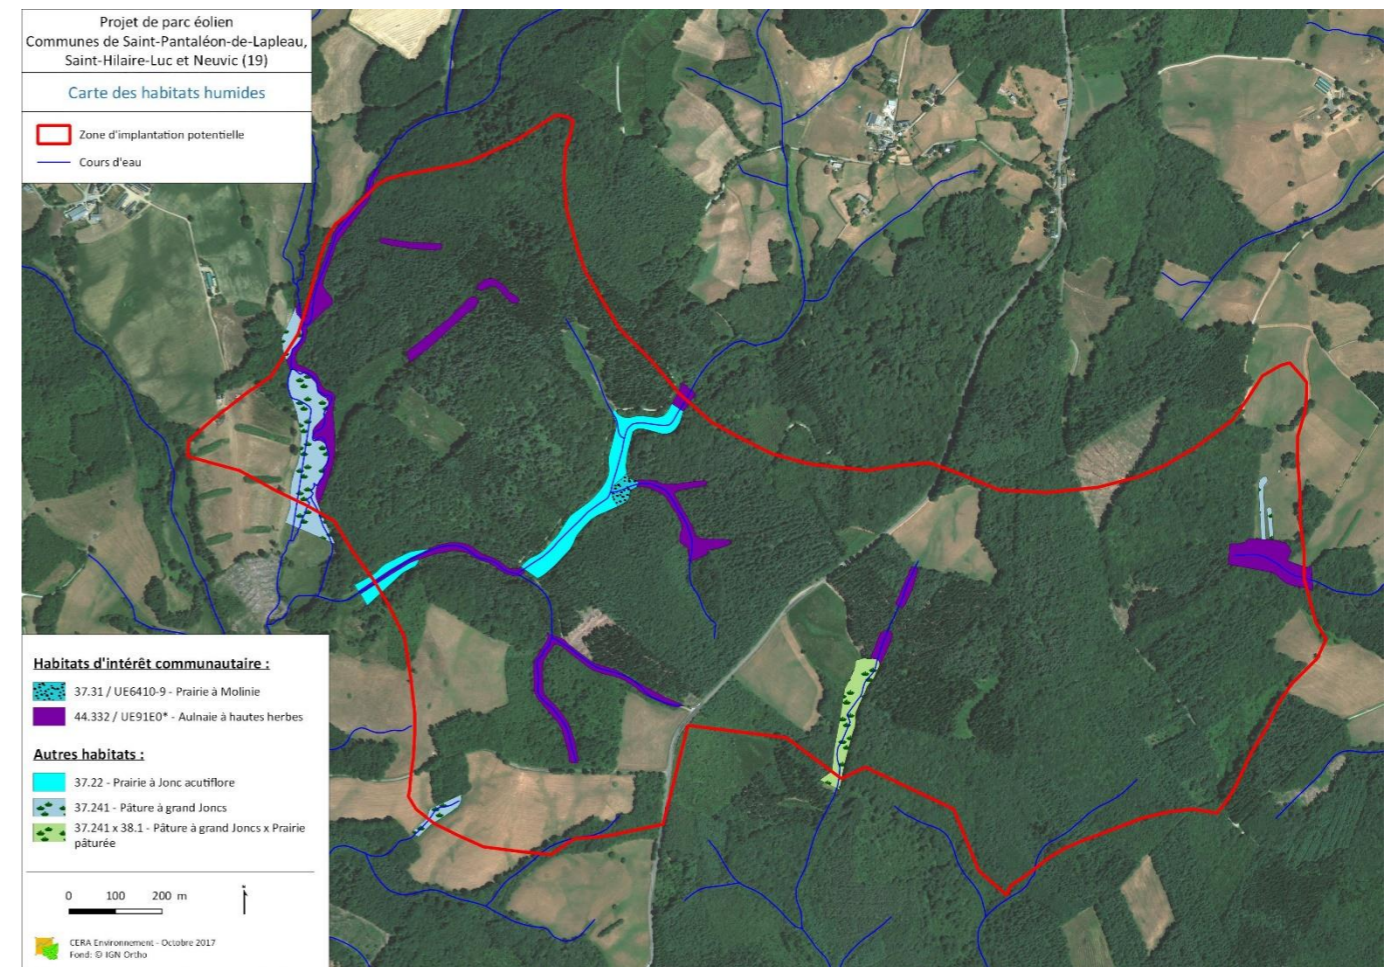 Projet de parc éolien
Communes de Saint-Pantaléon-de-Lapleau,
Saint-Hilaire-Luc et Neuvic (19)
Carte des habitats humides
Zone d'implantation potentielle
Cours d'eau
Habitats d'intérêt communautaire :
37.31 / UE6410-9 - Prairie à Molinie
44.332 / UE91E0* - Aulnaie à hautes herbes
Autres habitats :
37.22 - Prairie à Jonc acutiflore
37.241 - Pâture à grand Joncs
37.241 x 38.1 - Pâture à grand Joncs x Prairie
pâturée
0 100 200 m
CERA Environnement - Octobre 2017
Fond: © IGN Ortho